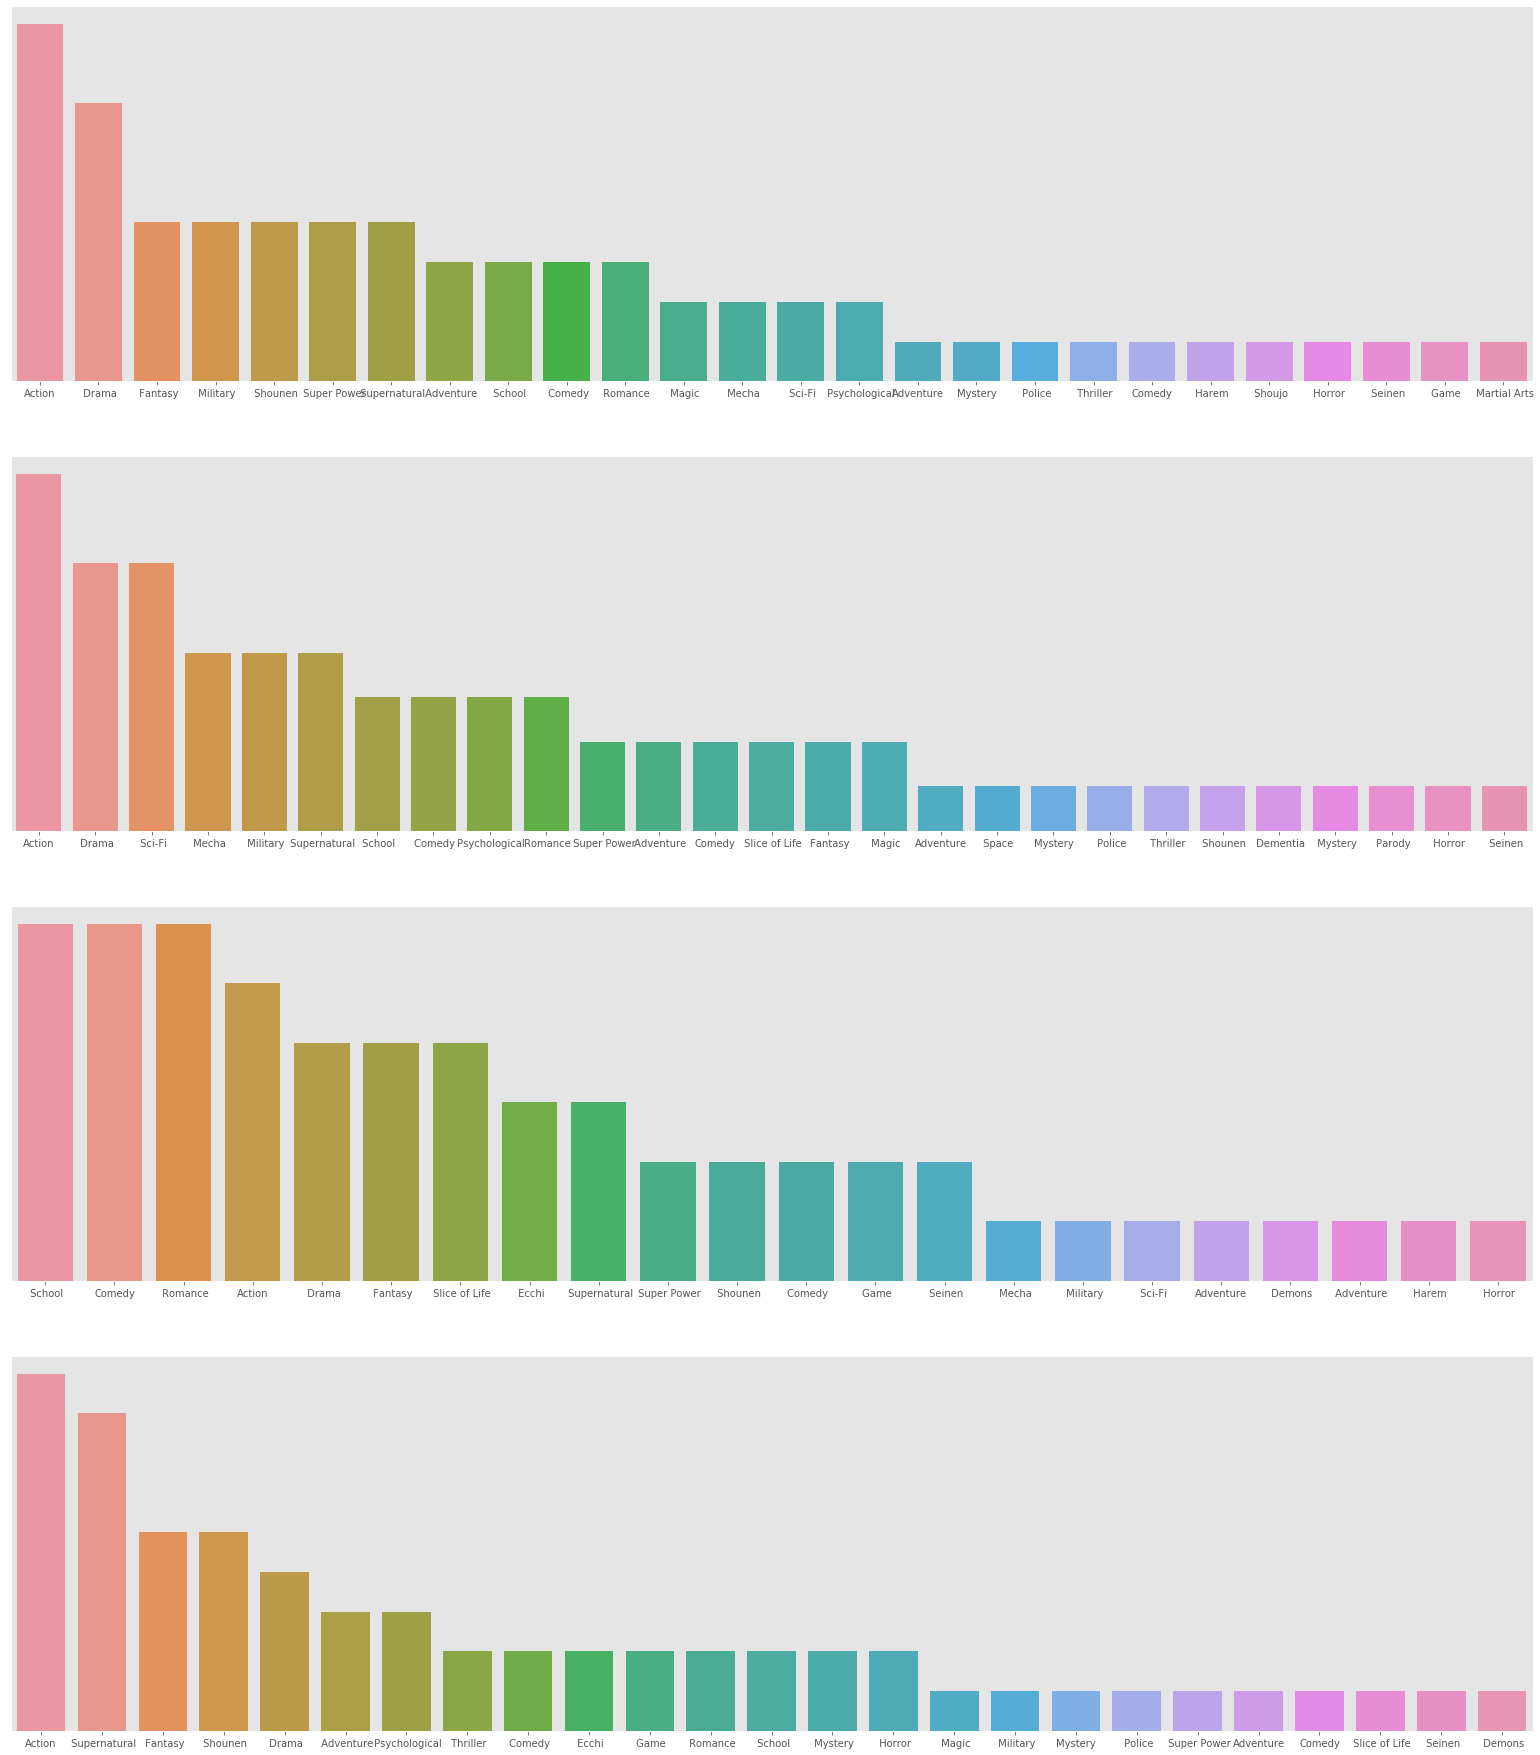 Action Drama Fantasy Military Shounen Super Power Supernatural Adventure School Comedy Romance Magic Mecha Sci-Fi Psychological Adventure Mystery Police Thriller Comedy Harem Shoujo Horror Seinen Game Martial Arts
Action Drama Sci-Fi Mecha Military Supernatural School Comedy Psychological Romance Super Power Adventure Comedy Slice of Life Fantasy Magic Adventure Space Mystery Police Thriller Shounen Dementia Mystery Parody Horror Seinen
School Comedy Romance Action Drama Fantasy Slice of Life Ecchi Supernatural Super Power Shounen Comedy Game Seinen Mecha Military Sci-Fi Adventure Demons Adventure Harem Horror
Action Supernatural Fantasy Shounen Drama Adventure Psychological Thriller Comedy Ecchi Game Romance School Mystery Horror Magic Military Mystery Police Super Power Adventure Comedy Slice of Life Seinen Demons